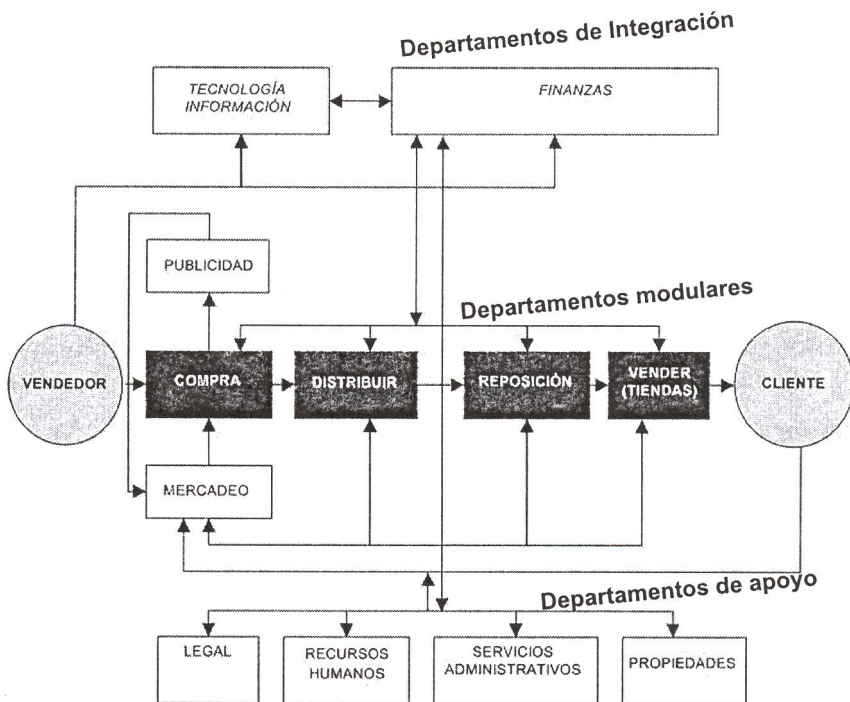 Departamentos de Integración
TECNOLOGÍA
INFORMACIÓN
FINANZAS
PUBLICIDAD
Departamentos modulares
VENDEDOR
COMPRA
DISTRIBUIR
REPOSICIÓN
VENDER
(TIENDAS)
CLIENTE
MERCADEO
Departamentos de apoyo
LEGAL
RECURSOS
HUMANOS
SERVICIOS
ADMINISTRATIVOS
PROPIEDADES